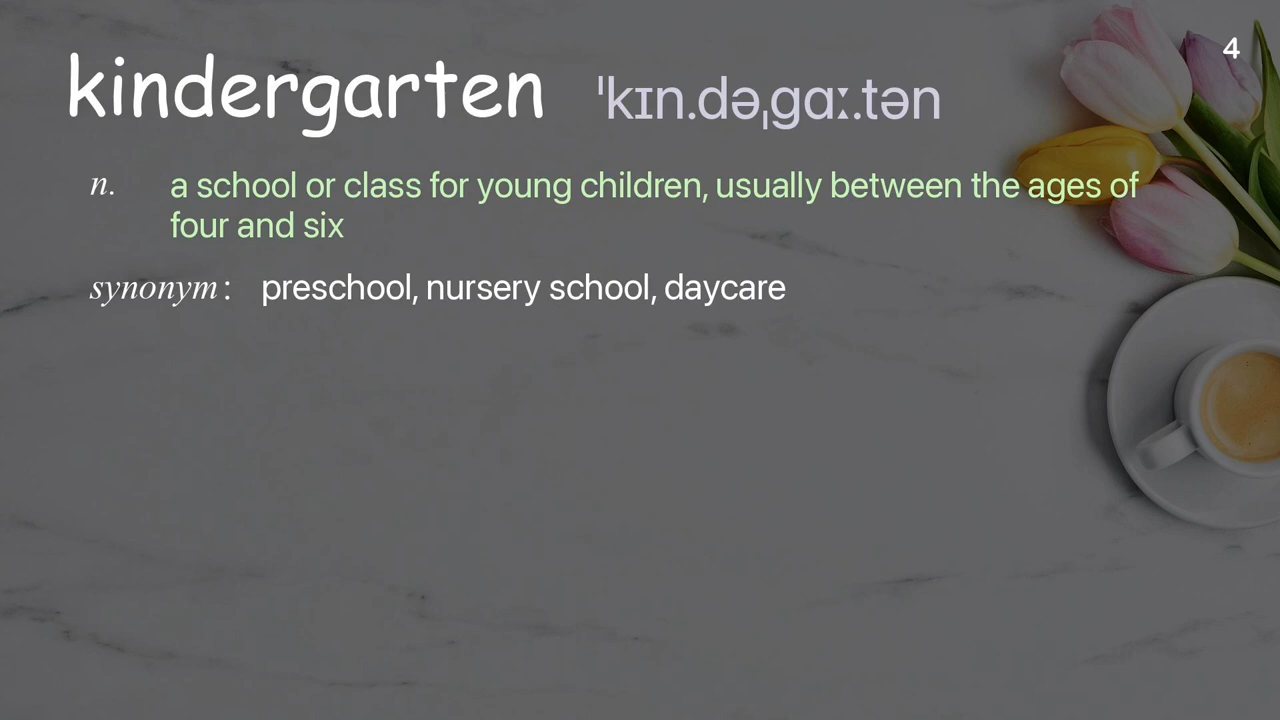 4
kindergarten ˈkɪn.dəˌɡɑː.tən
n. a school or class for young children, usually between the ages of
four and six
synonym: preschool, nursery school, daycare